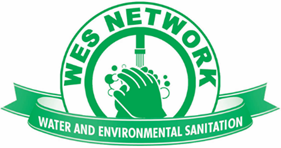 WES NETWORK
WATER AND ENVIRONMENTAL SANITATION